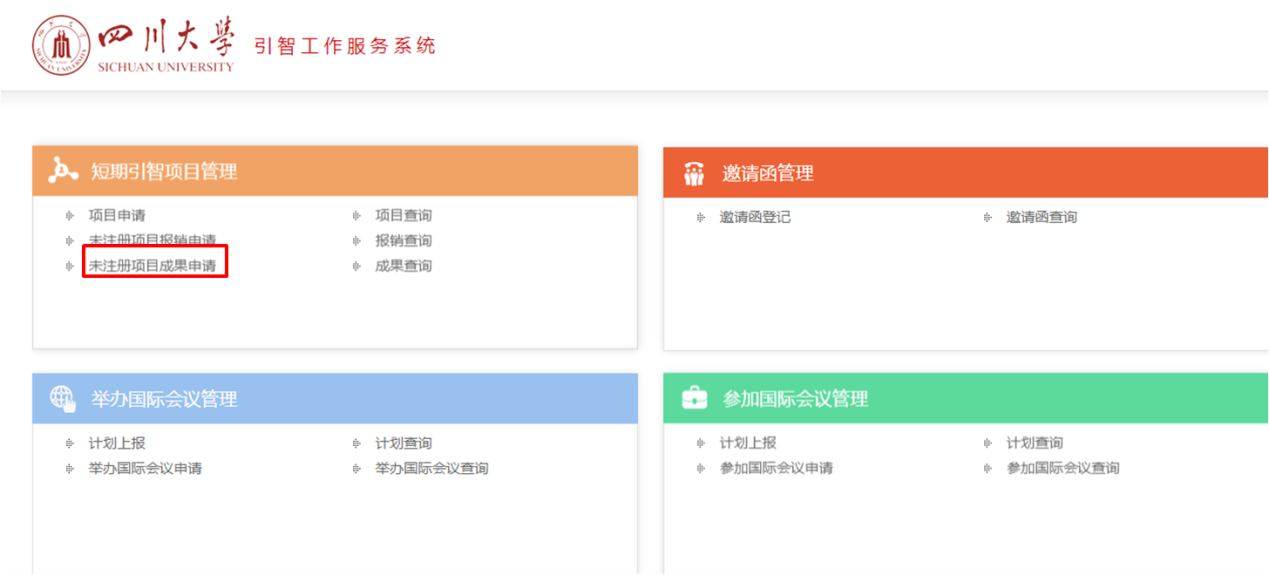 四川大學
SICHUAN UNIVERSITY
引智工作服务系统
短期引智项目管理
项目申请
项目查询
未注册项目报销申请
报销查询
未注册项目成果申请
成果查询
邀请函管理
邀请函登记
邀请函查询
举办国际会议管理
计划上报
计划查询
举办国际会议申请
举办国际会议查询
参加国际会议管理
计划上报
计划查询
参加国际会议申请
参加国际会议查询